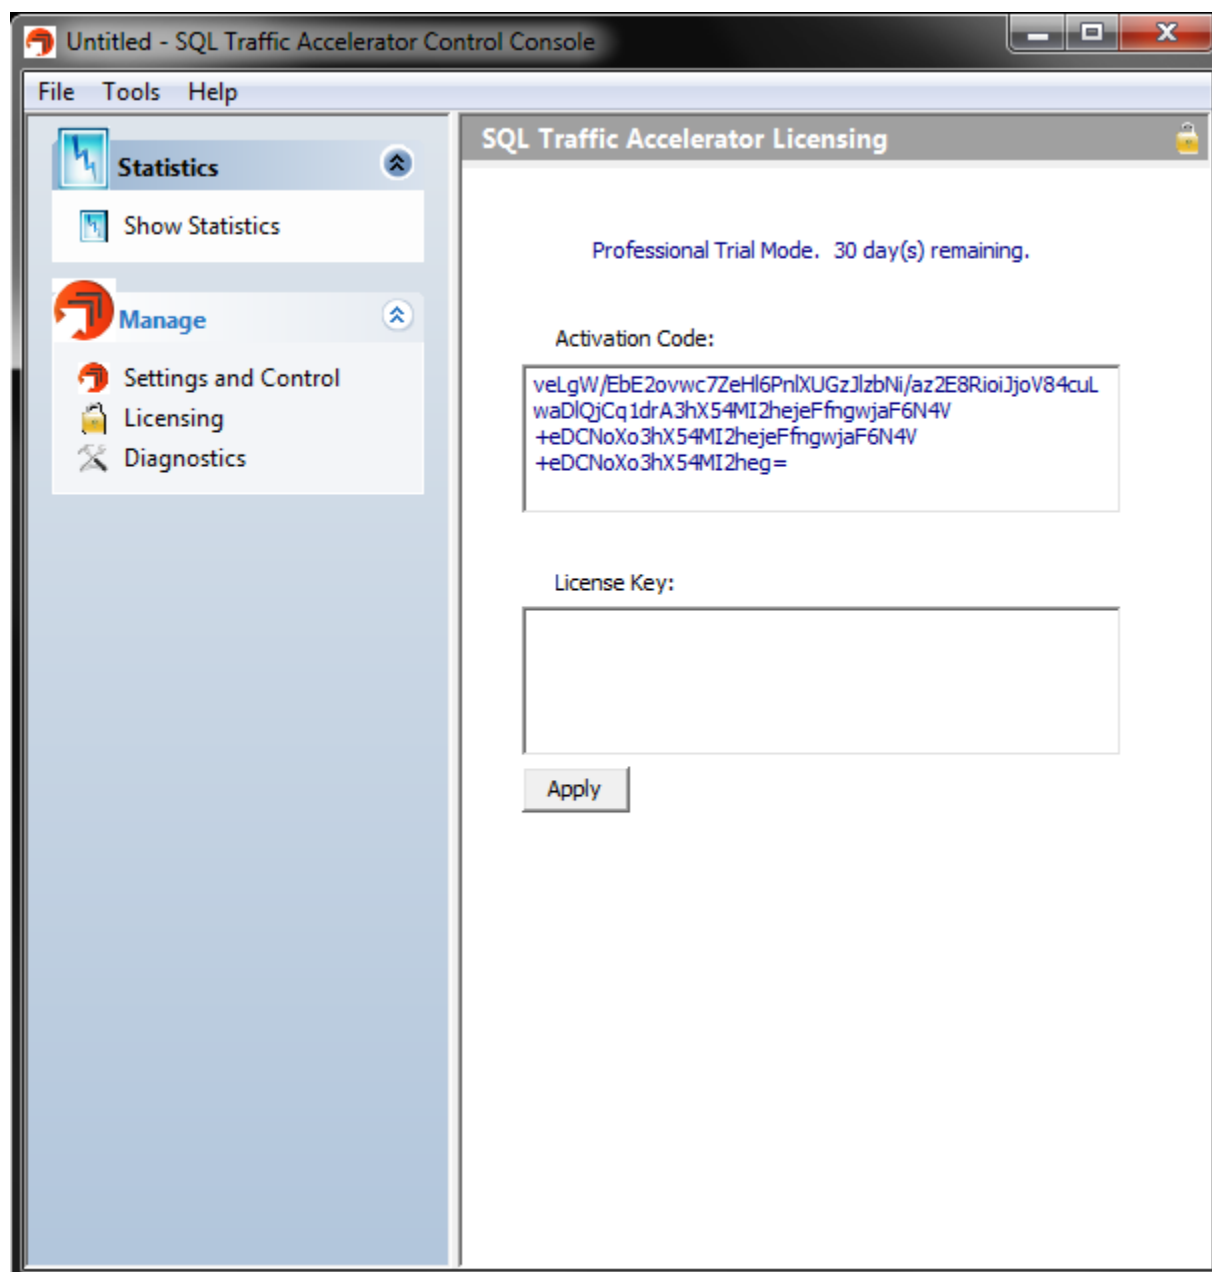 Untitled - SQL Traffic Accelerator Control Console
File Tools Help
Statistics
Show Statistics
Manage
Settings and Control
Licensing
Diagnostics
SQL Traffic Accelerator Licensing
Professional Trial Mode. 30 day(s) remaining.
Activation Code:
veLgW/EbE2ovwc7ZeHl6PnlXUGzJlzbNi/az2E8RioiJjoV84cuL
waDlQjCq1drA3hX54MI2hejeFfngwjaF6N4V
+eDCNoXo3hX54MI2hejeFfngwjaF6N4V
+eDCNoXo3hX54MI2heg=
License Key:
Apply